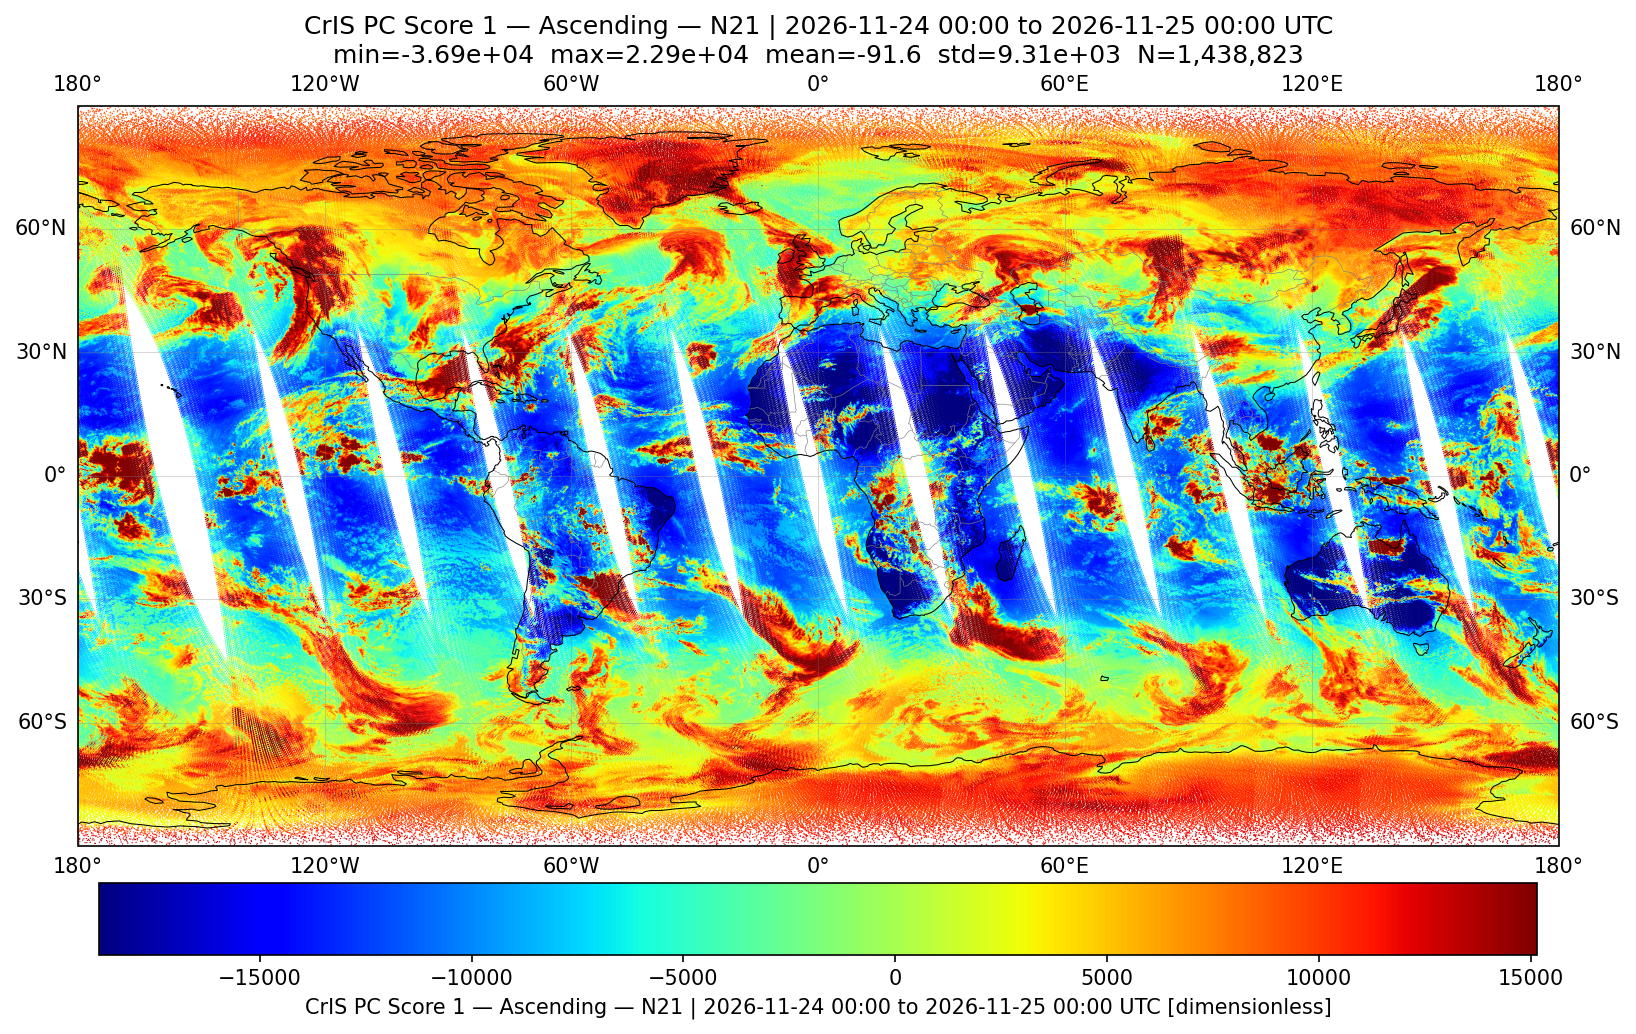 CrIS PC Score 1 — Ascending — N21 | 2026-11-24 00:00 to 2026-11-25 00:00 UTC
min=-3.69e+04 max=2.29e+04 mean=-91.6 std=9.31e+03 N=1,438,823
180° 120°W 60°W 0° 60°E 120°E 180°
60°N 60°N
30°N 30°N
0° 0°
30°S 30°S
60°S 60°S
180° 120°W 60°W 0° 60°E 120°E 180°
−15000 −10000 −5000 0 5000 10000 15000
CrIS PC Score 1 — Ascending — N21 | 2026-11-24 00:00 to 2026-11-25 00:00 UTC [dimensionless]